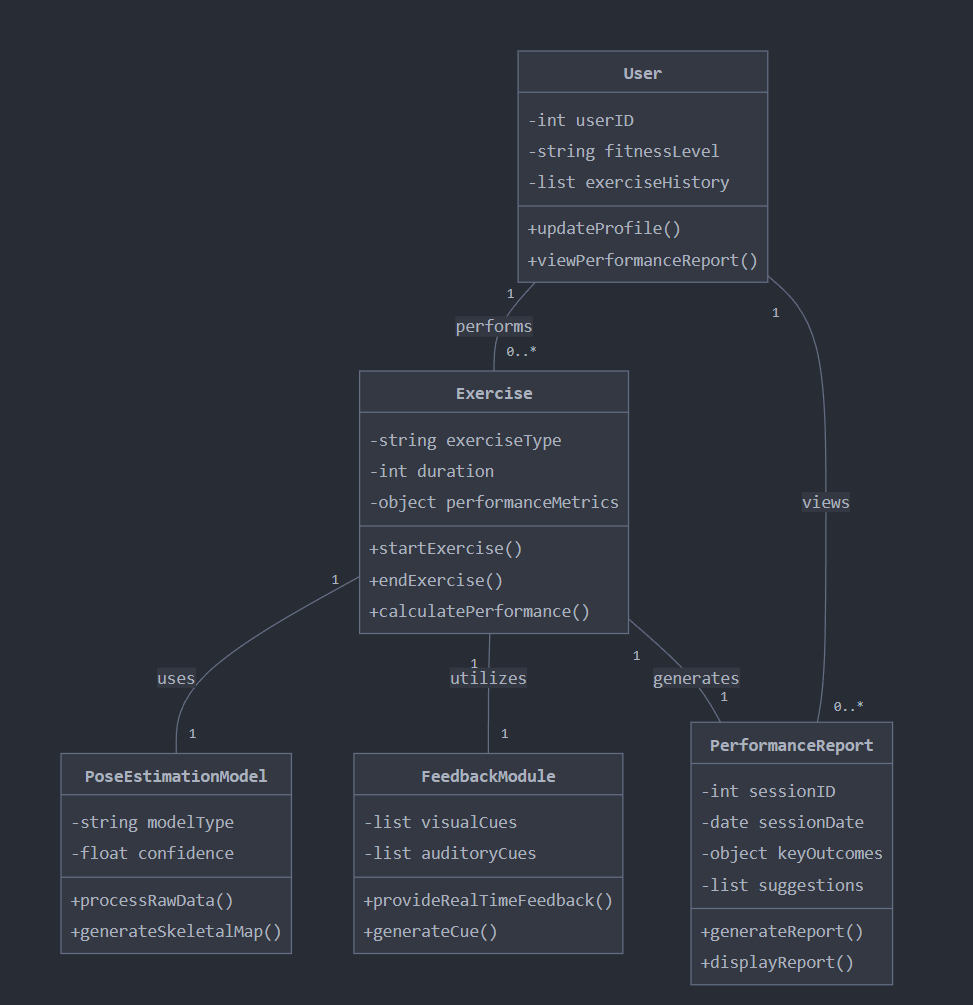 User
-int userID
-string fitnessLevel
-list exerciseHistory
+updateProfile()
+viewPerformanceReport()
1
performs
0..*
1
views
0..*
Exercise
-string exerciseType
-int duration
-object performanceMetrics
+startExercise()
+endExercise()
+calculatePerformance()
1
uses
1
1
utilizes
1
1
generates
1
PoseEstimationModel
-string modelType
-float confidence
+processRawData()
+generateSkeletalMap()
FeedbackModule
-list visualCues
-list auditoryCues
+provideRealTimeFeedback()
+generateCue()
PerformanceReport
-int sessionID
-date sessionDate
-object keyOutcomes
-list suggestions
+generateReport()
+displayReport()